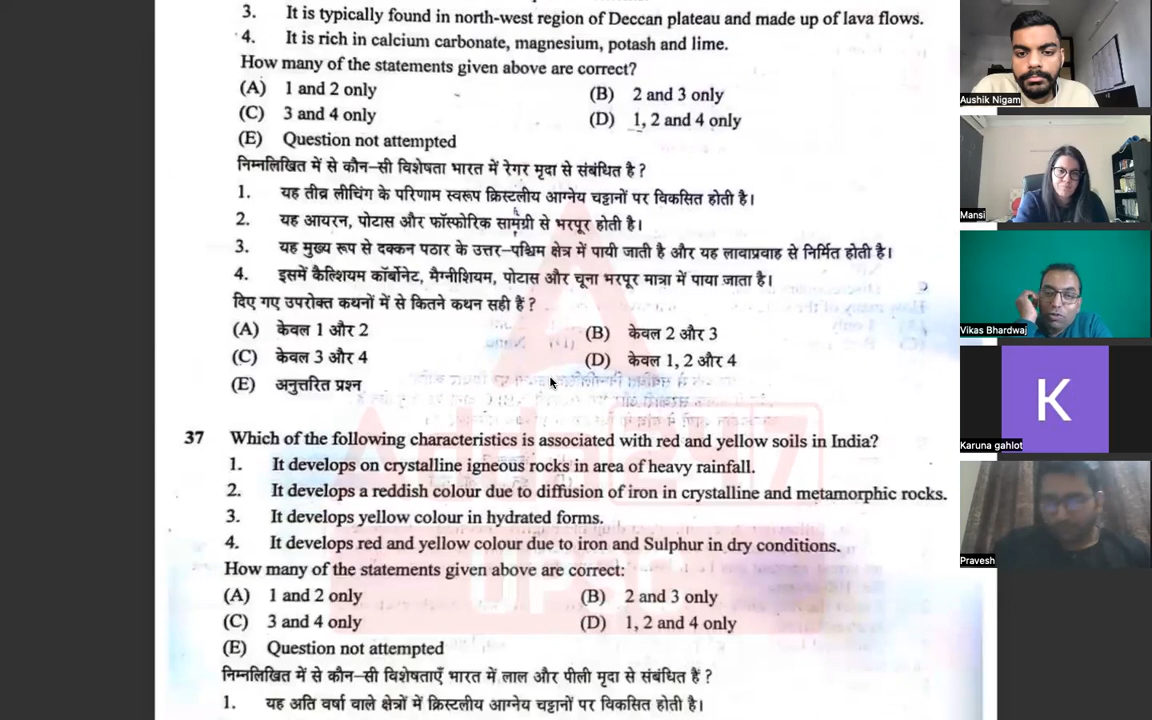 3. It is typically found in north-west region of Deccan plateau and made up of lava flows.
4. It is rich in calcium carbonate, magnesium, potash and lime.
How many of the statements given above are correct?
(A) 1 and 2 only
(B) 2 and 3 only
(C) 3 and 4 only
(D) 1, 2 and 4 only
(E) Question not attempted
निम्नलिखित में से कौन-सी विशेषता भारत में रेगर मृदा से संबंधित है ?
1. यह तीव्र लीचिंग के परिणाम स्वरूप क्रिस्टलीय आग्नेय चट्टानों पर विकसित होती है।
2. यह आयरन, पोटास और फॉस्फोरिक सामग्री से भरपूर होती है।
3. यह मुख्य रूप से दक्कन पठार के उत्तर-पश्चिम क्षेत्र में पायी जाती है और यह लावाप्रवाह से निर्मित होती है।
4. इसमें कैल्शियम कॉर्बोनेट, मैग्नीशियम, पोटास और चूना भरपूर मात्रा में पाया जाता है।
दिए गए उपरोक्त कथनों में से कितने कथन सही हैं ?
(A) केवल 1 और 2
(B) केवल 2 और 3
(C) केवल 3 और 4
(D) केवल 1, 2 और 4
(E) अनुत्तरित प्रश्न
37 Which of the following characteristics is associated with red and yellow soils in India?
1. It develops on crystalline igneous rocks in area of heavy rainfall.
2. It develops a reddish colour due to diffusion of iron in crystalline and metamorphic rocks.
3. It develops yellow colour in hydrated forms.
4. It develops red and yellow colour due to iron and Sulphur in dry conditions.
How many of the statements given above are correct:
(A) 1 and 2 only
(B) 2 and 3 only
(C) 3 and 4 only
(D) 1, 2 and 4 only
(E) Question not attempted
निम्नलिखित में से कौन-सी विशेषताएँ भारत में लाल और पीली मृदा से संबंधित हैं ?
1. यह अति वर्षा वाले क्षेत्रों में क्रिस्टलीय आग्नेय चट्टानों पर विकसित होती है।
Adda247
UPSC
Aushik Nigam
Mansi
Vikas Bhardwaj
K
Karuna gahlot
Pravesh